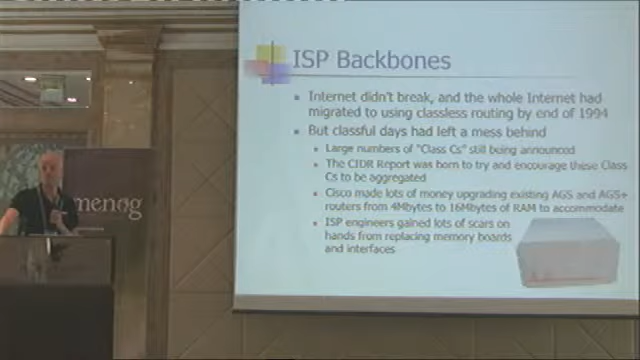 ISP Backbones
Internet didn't break, and the whole Internet had
migrated to using classless routing by end of 1994
But classful days had left a mess behind
Large numbers of "Class Cs" still being announced
The CIDR Report was born to try and encourage these Class
Cs to be aggregated
Cisco made lots of money upgrading existing AGS and AGS+
routers from 4Mbytes to 16Mbytes of RAM to accommodate
ISP engineers gained lots of scars on
hands from replacing memory boards
and interfaces
menog